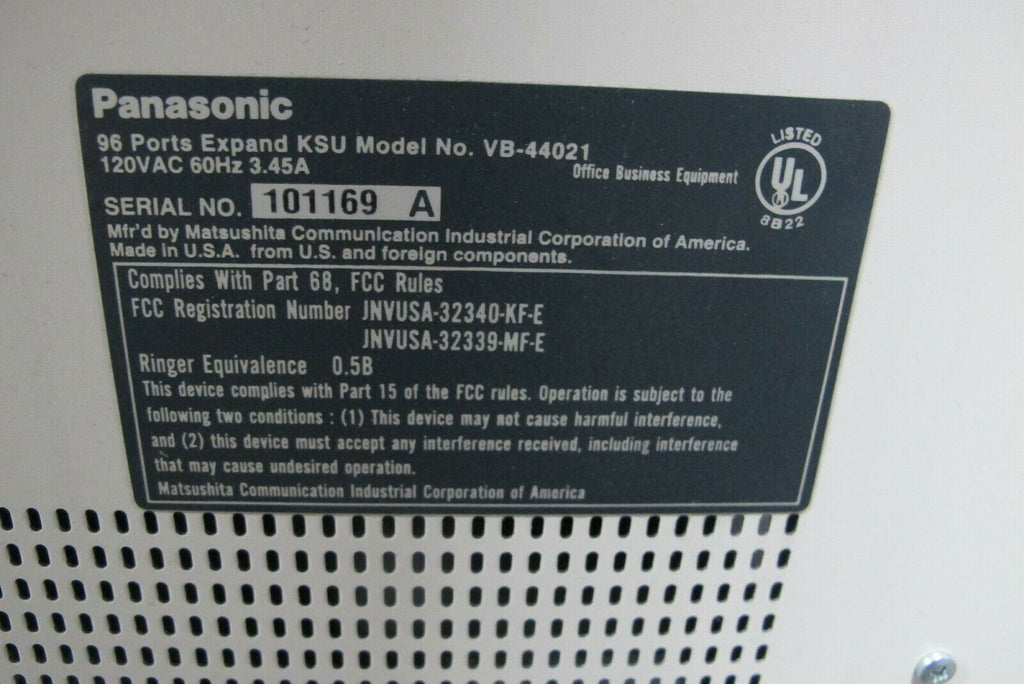 Panasonic
96 Ports Expand KSU Model No. VB-44021
120VAC 60Hz 3.45A
Office Business Equipment
LISTED
UL
®
8B22
SERIAL NO. 101169 A
Mfr'd by Matsushita Communication Industrial Corporation of America.
Made in U.S.A. from U.S. and foreign components.
Complies With Part 68, FCC Rules
FCC Registration Number JNVUSA-32340-KF-E
JNVUSA-32339-MF-E
Ringer Equivalence 0.5B
This device complies with Part 15 of the FCC rules. Operation is subject to the
following two conditions : (1) This device may not cause harmful interference,
and (2) this device must accept any interference received, including interference
that may cause undesired operation.
Matsushita Communication Industrial Corporation of America